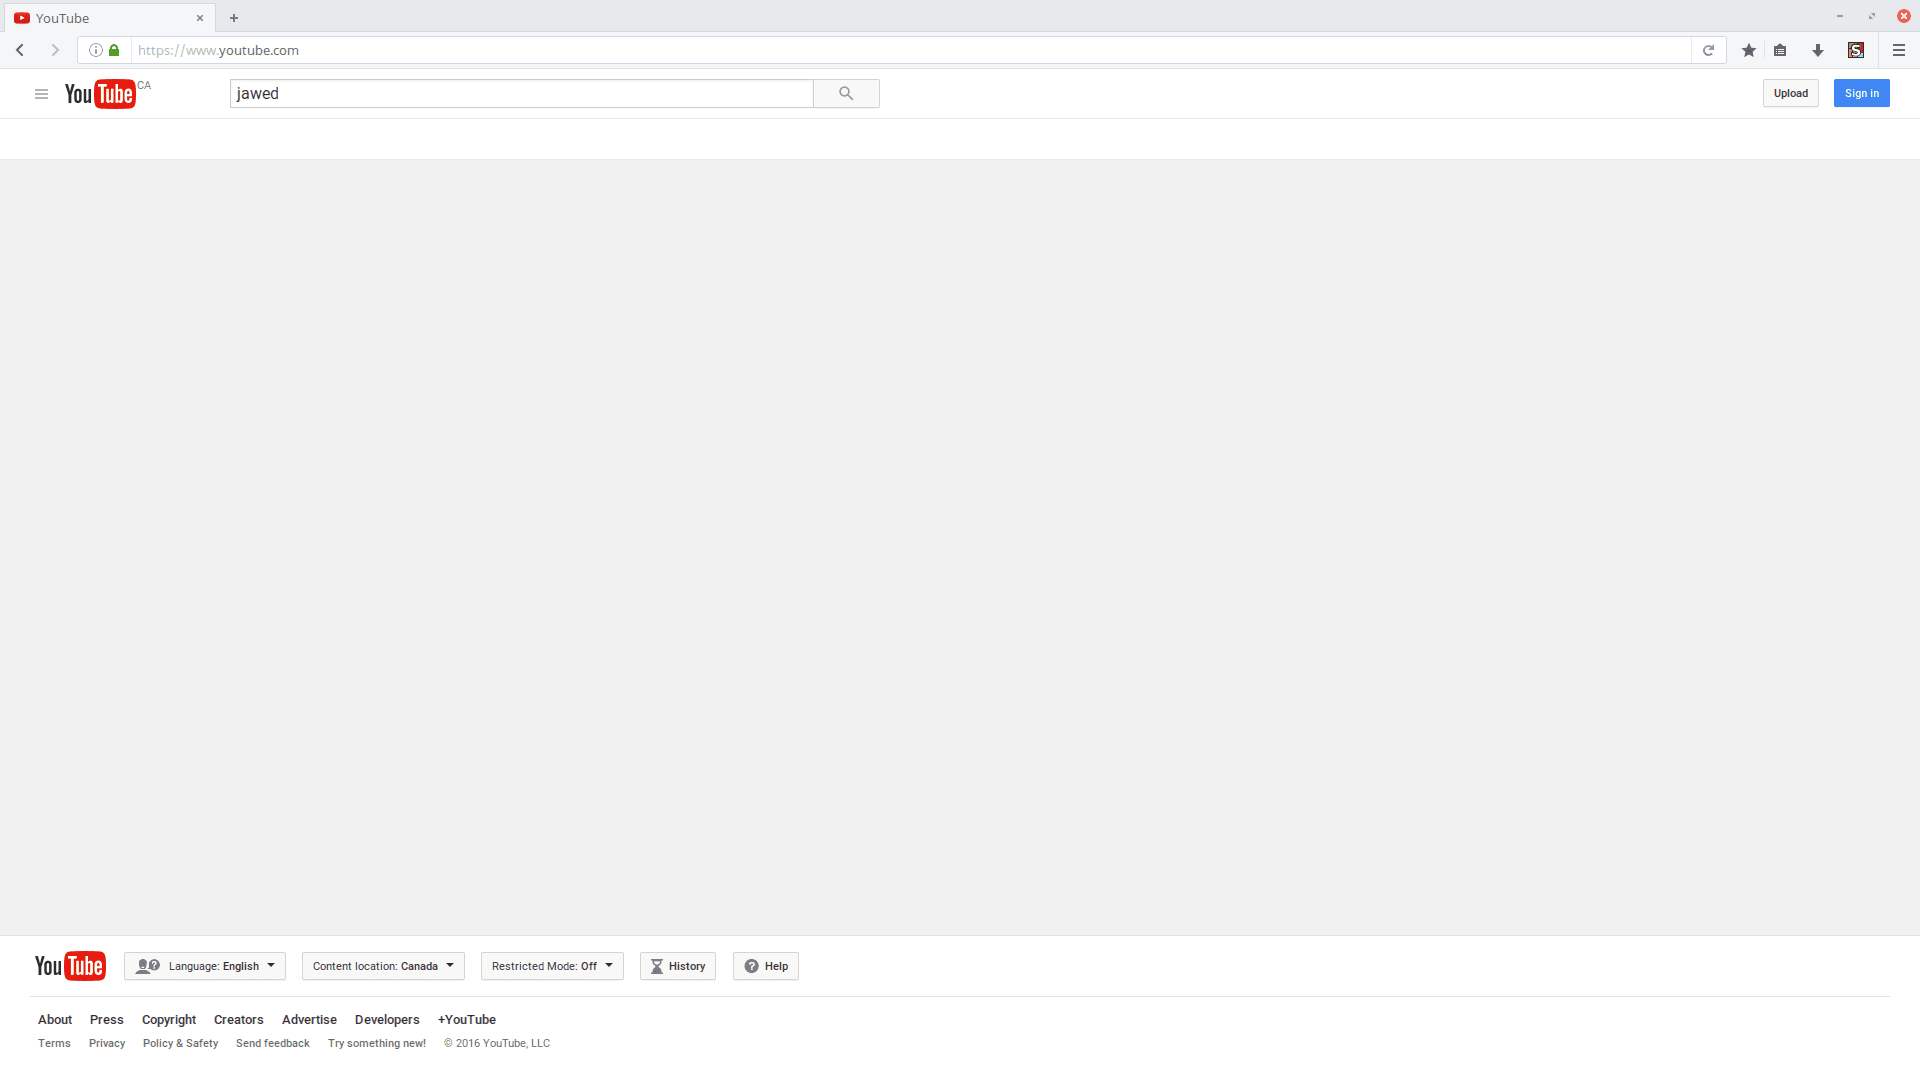 YouTube
https://www.youtube.com
YouTube CA
jawed
Upload
Sign in
YouTube
Language: English
Content location: Canada
Restricted Mode: Off
History
Help
About Press Copyright Creators Advertise Developers +YouTube
Terms Privacy Policy & Safety Send feedback Try something new! © 2016 YouTube, LLC